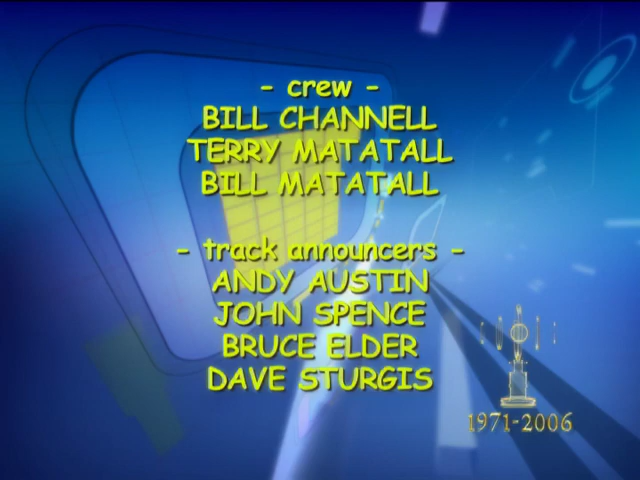 - crew -
BILL CHANNELL
TERRY MATATALL
BILL MATATALL
- track announcers -
ANDY AUSTIN
JOHN SPENCE
BRUCE ELDER
DAVE STURGIS
1971-2006